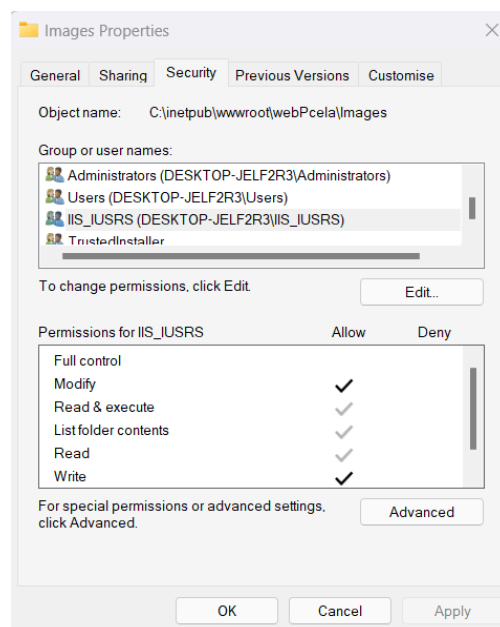 Images Properties
General Sharing Security Previous Versions Customise
Object name: C:\inetpub\wwwroot\webPcela\Images
Group or user names:
Administrators (DESKTOP-JELF2R3\Administrators)
Users (DESKTOP-JELF2R3\Users)
IIS_IUSRS (DESKTOP-JELF2R3\IIS_IUSRS)
TrustedInstaller
To change permissions, click Edit.
Edit...
Permissions for IIS_IUSRS Allow Deny
Full control
Modify
Read & execute
List folder contents
Read
Write
For special permissions or advanced settings,
click Advanced.
Advanced
OK Cancel Apply